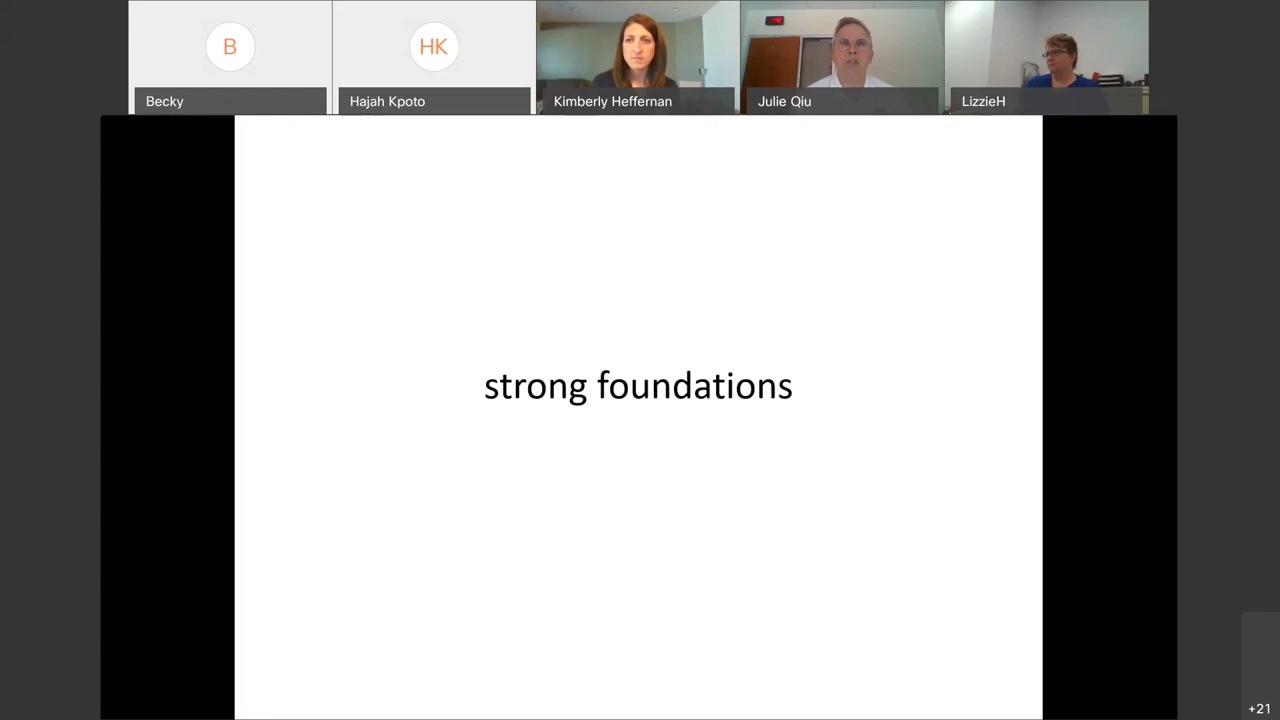 B
HK
Becky
Hajah Kpoto
Kimberly Heffernan
Julie Qiu
LizzieH
strong foundations
+21